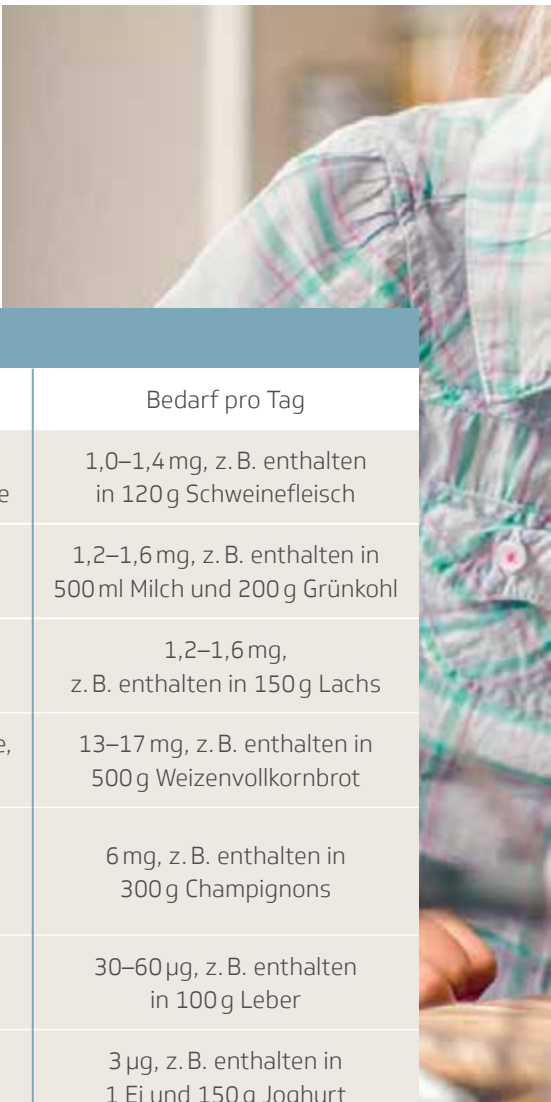 Bedarf pro Tag
1,0–1,4 mg, z. B. enthalten
e in 120 g Schweinefleisch
1,2–1,6 mg, z. B. enthalten in
500 ml Milch und 200 g Grünkohl
1,2–1,6 mg,
z. B. enthalten in 150 g Lachs
e, 13–17 mg, z. B. enthalten in
500 g Weizenvollkornbrot
6 mg, z. B. enthalten in
300 g Champignons
30–60 µg, z. B. enthalten
in 100 g Leber
3 µg, z. B. enthalten in
1 Ei und 150 g Joghurt